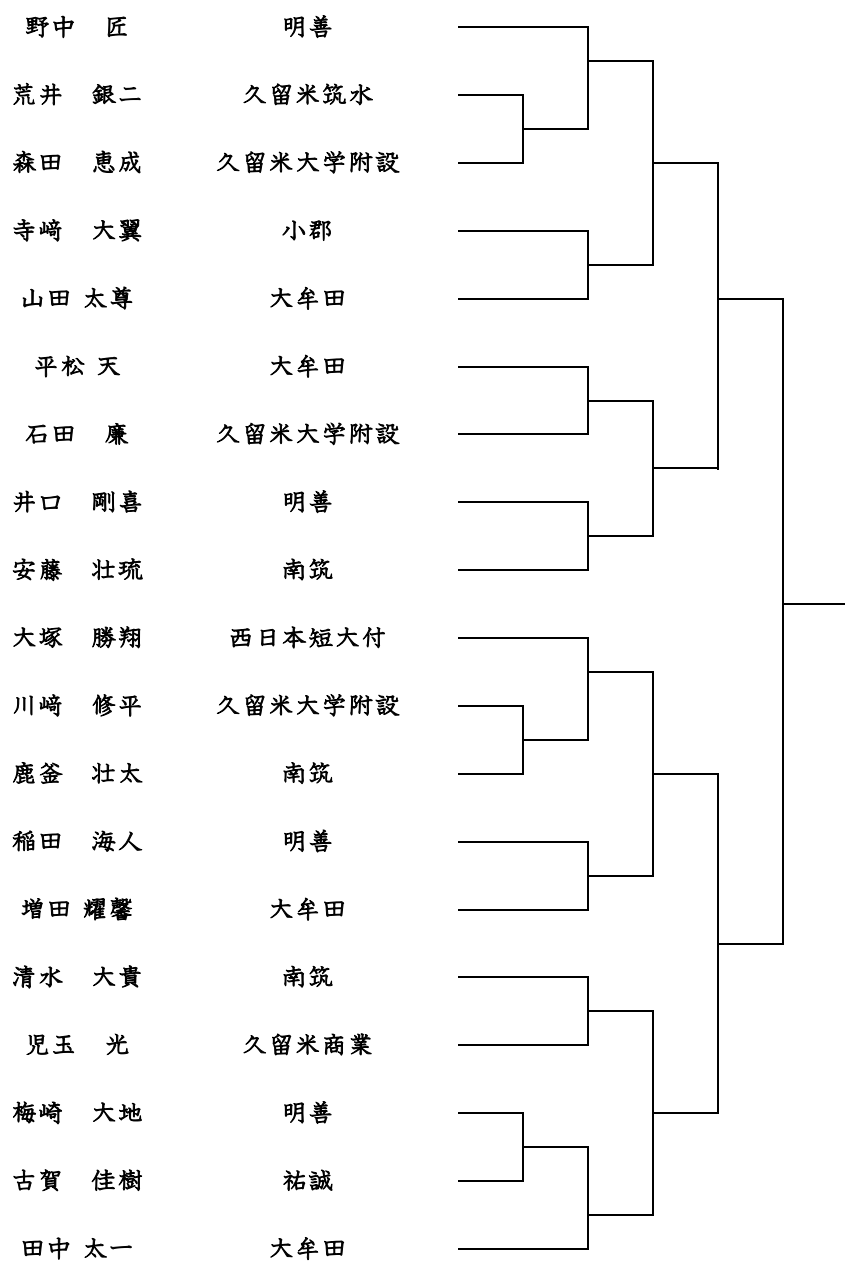 野中 匠 明善
荒井 銀二 久留米筑水
森田 恵成 久留米大学附設
寺﨑 大翼 小郡
山田 太尊 大牟田
平松 天 大牟田
石田 廉 久留米大学附設
井口 剛喜 明善
安藤 壮琉 南筑
大塚 勝翔 西日本短大付
川﨑 修平 久留米大学附設
鹿釜 壮太 南筑
稲田 海人 明善
増田 耀馨 大牟田
清水 大貴 南筑
児玉 光 久留米商業
梅崎 大地 明善
古賀 佳樹 祐誠
田中 太一 大牟田